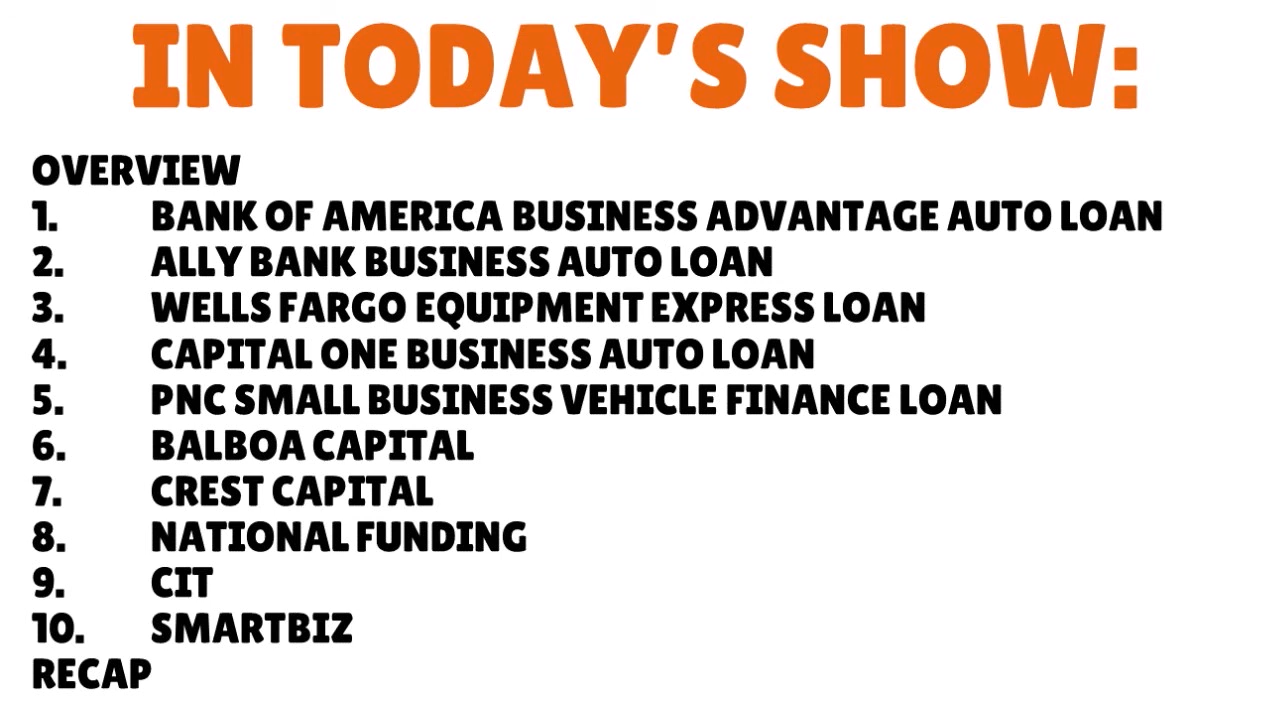 IN TODAY'S SHOW:
OVERVIEW
1. BANK OF AMERICA BUSINESS ADVANTAGE AUTO LOAN
2. ALLY BANK BUSINESS AUTO LOAN
3. WELLS FARGO EQUIPMENT EXPRESS LOAN
4. CAPITAL ONE BUSINESS AUTO LOAN
5. PNC SMALL BUSINESS VEHICLE FINANCE LOAN
6. BALBOA CAPITAL
7. CREST CAPITAL
8. NATIONAL FUNDING
9. CIT
10. SMARTBIZ
RECAP